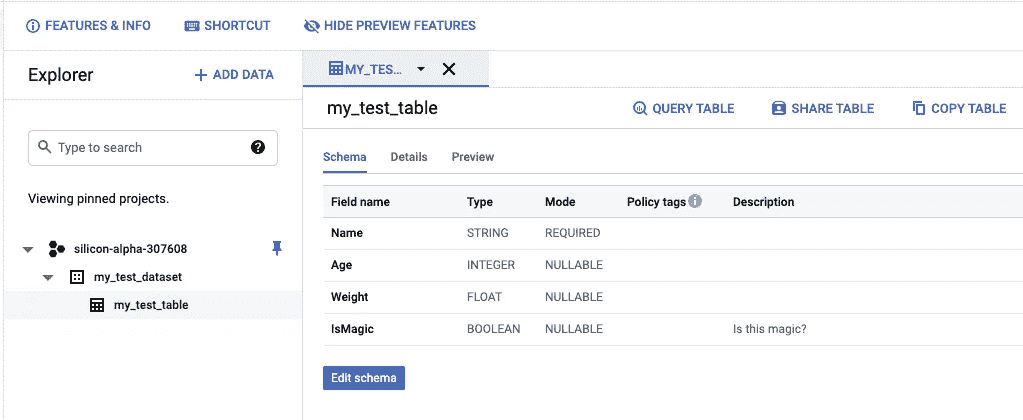 FEATURES & INFO SHORTCUT HIDE PREVIEW FEATURES
Explorer
+ ADD DATA
Type to search
Viewing pinned projects.
silicon-alpha-307608
my_test_dataset
my_test_table
MY_TES...
my_test_table
QUERY TABLE SHARE TABLE COPY TABLE
Schema Details Preview
Field name Type Mode Policy tags Description
Name STRING REQUIRED
Age INTEGER NULLABLE
Weight FLOAT NULLABLE
IsMagic BOOLEAN NULLABLE Is this magic?
Edit schema